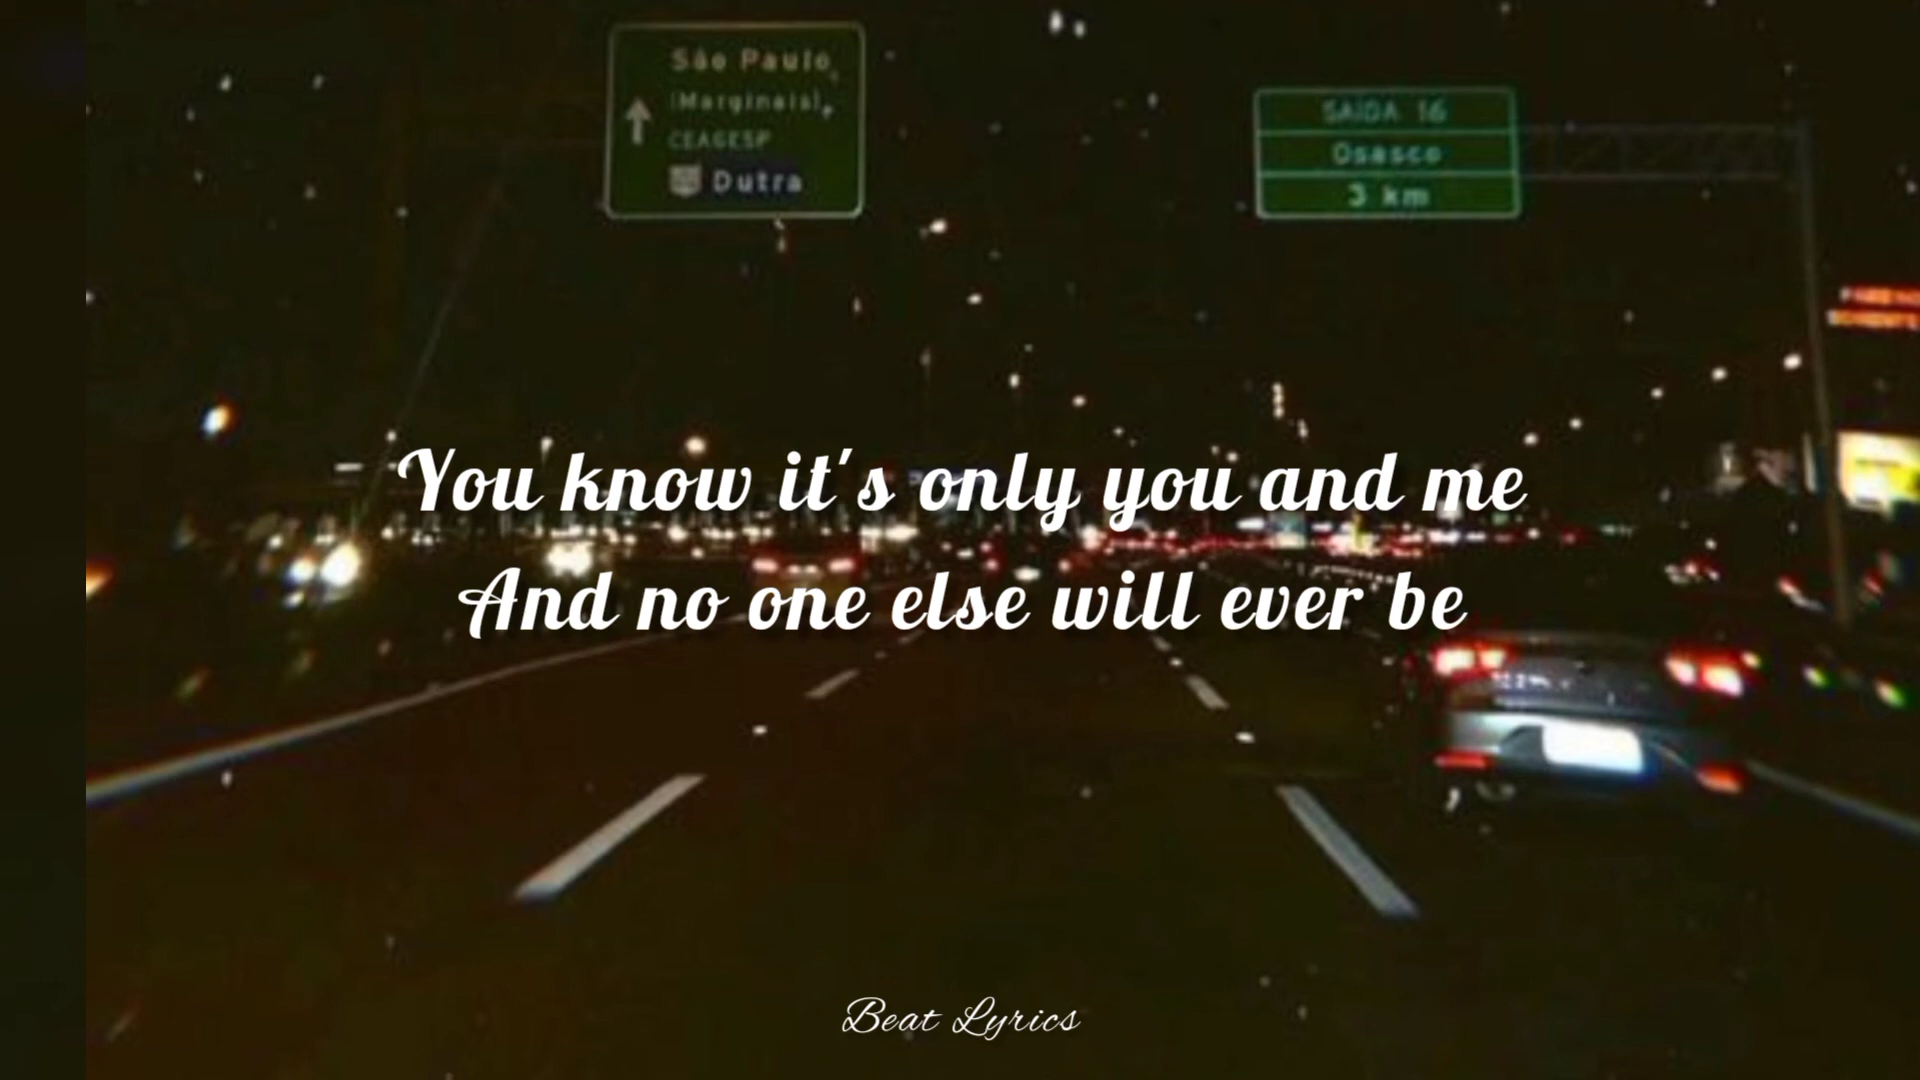 São Paulo
(Marginais)
CEAGESP
Dutra
SAÍDA 16
Osasco
3 km
You know it's only you and me
And no one else will ever be
Beat Lyrics